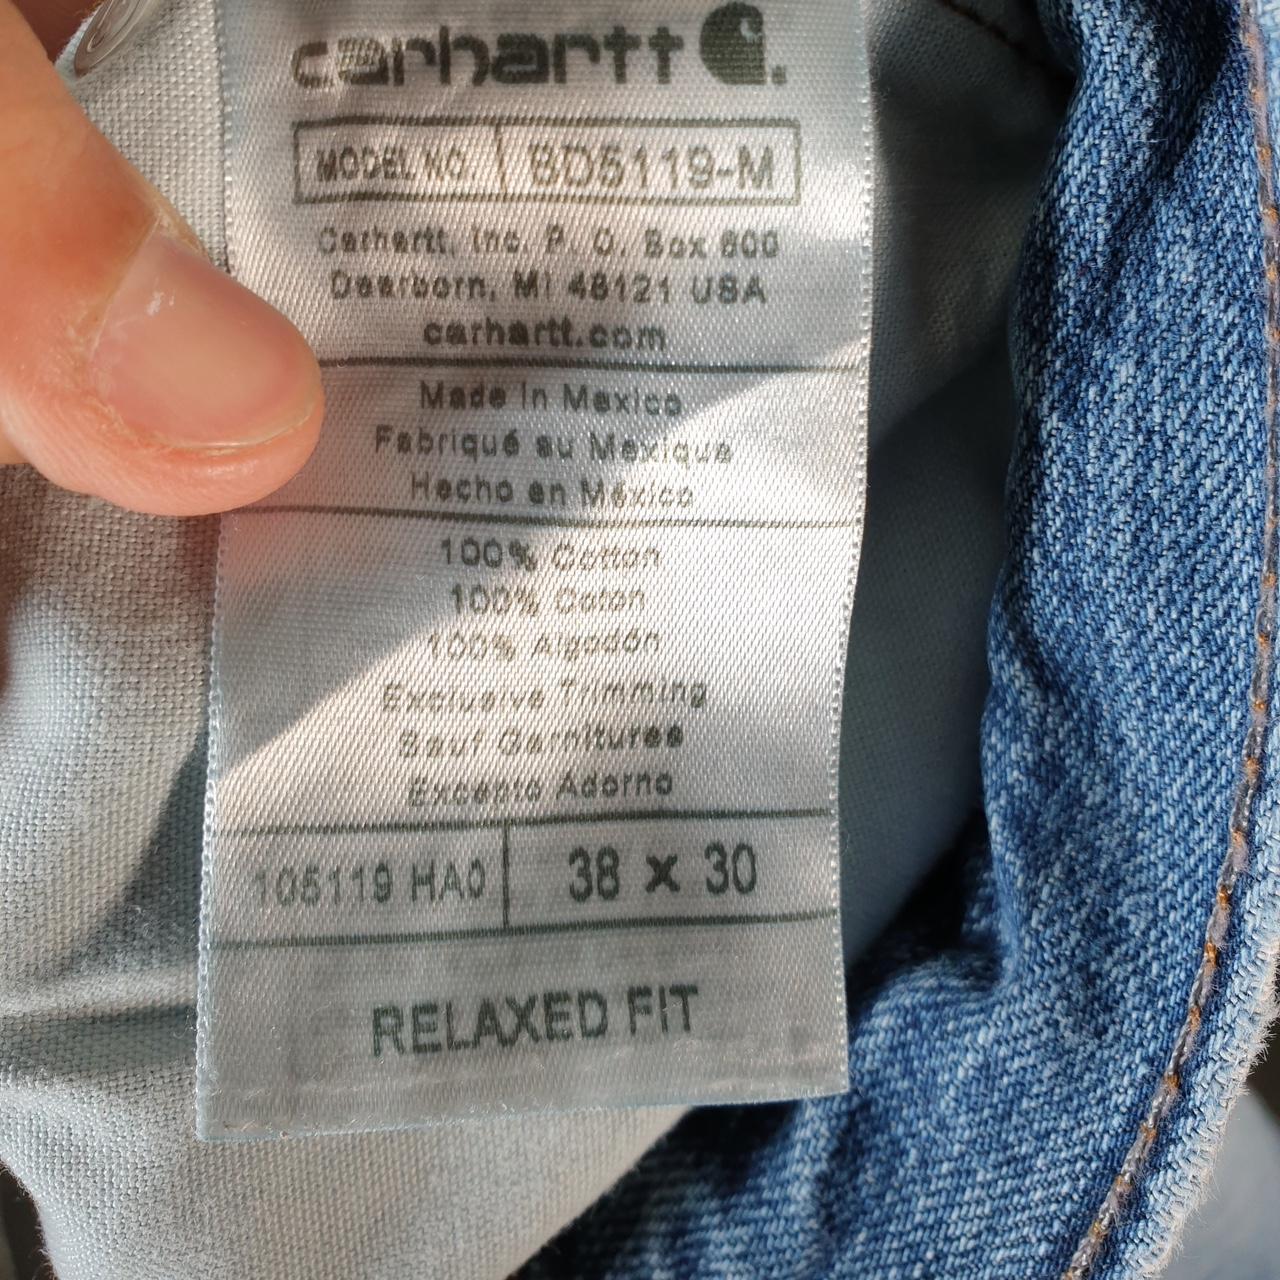 carhartt
MODEL NO. BD5119-M
Carhartt, Inc. P. O. Box 600
Dearborn, MI 48121 USA
carhartt.com
Made in Mexico
Fabriqué au Mexique
Hecho en México
100% Cotton
100% Coton
100% Algodón
Exclusive Trimming
Sauf Garnitures
Excepto Adorno
105119 HA0 38 x 30
RELAXED FIT